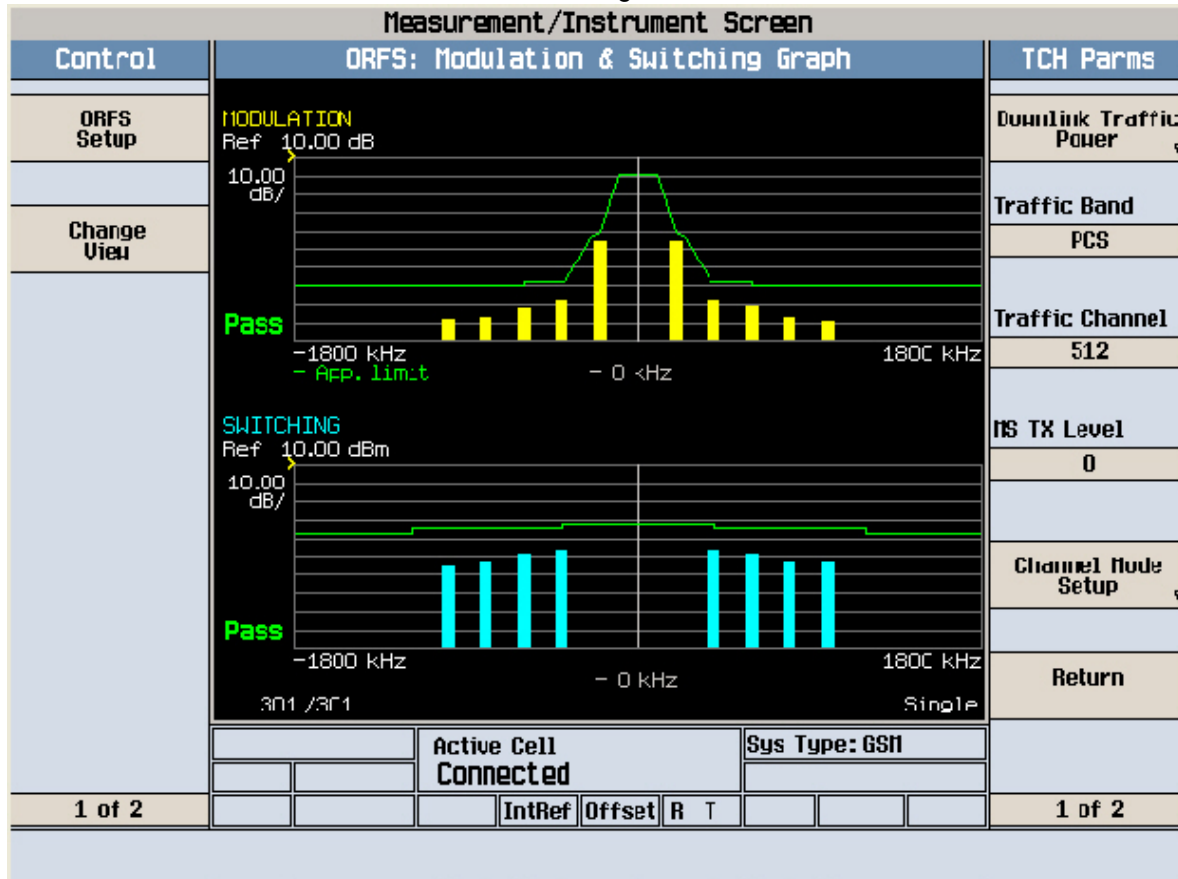 Measurement/Instrument Screen
Control
ORFS: Modulation & Switching Graph
TCH Parms
ORFS
Setup
Change
View
1 of 2
MODULATION
Ref 10.00 dB
10.00
dB/
Pass
-1800 kHz
1800 kHz
- App. limit
- 0 kHz
SWITCHING
Ref 10.00 dBm
10.00
dB/
Pass
-1800 kHz
1800 kHz
- 0 kHz
301 /301
Single
Active Cell
Connected
Sys Type: GSM
IntRef
Offset
R T
Downlink Traffic
Power
Traffic Band
PCS
Traffic Channel
512
MS TX Level
0
Channel Mode
Setup
Return
1 of 2